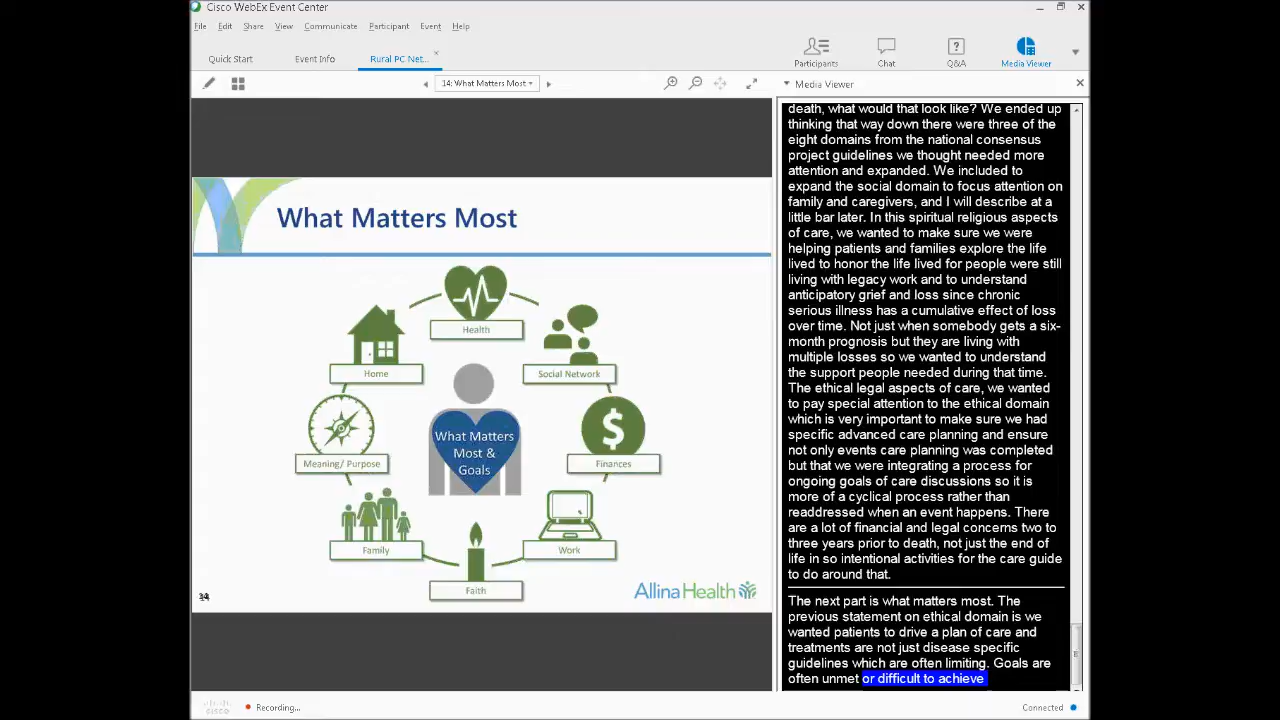 Cisco WebEx Event Center
File Edit Share View Communicate Participant Event Help
Quick Start Event Info Rural PC Net...
Participants Chat Q&A Media Viewer
14: What Matters Most
Media Viewer
What Matters Most
Health
Home
Social Network
What Matters
Most &
Goals
Meaning/ Purpose
Finances
Family
Work
Faith
Allina Health
death, what would that look like? We ended up
thinking that way down there were three of the
eight domains from the national consensus
project guidelines we thought needed more
attention and expanded. We included to
expand the social domain to focus attention on
family and caregivers, and I will describe at a
little bar later. In this spiritual religious aspects
of care, we wanted to make sure we were
helping patients and families explore the life
lived to honor the life lived for people were still
living with legacy work and to understand
anticipatory grief and loss since chronic
serious illness has a cumulative effect of loss
over time. Not just when somebody gets a six-
month prognosis but they are living with
multiple losses so we wanted to understand
the support people needed during that time.
The ethical legal aspects of care, we wanted
to pay special attention to the ethical domain
which is very important to make sure we had
specific advanced care planning and ensure
not only events care planning was completed
but that we were integrating a process for
ongoing goals of care discussions so it is
more of a cyclical process rather than
readdressed when an event happens. There
are a lot of financial and legal concerns two to
three years prior to death, not just the end of
life in so intentional activities for the care guide
to do around that.
The next part is what matters most. The
previous statement on ethical domain is we
wanted patients to drive a plan of care and
treatments are not just disease specific
guidelines which are often limiting. Goals are
often unmet or difficult to achieve
cisco
Recording...
Connected